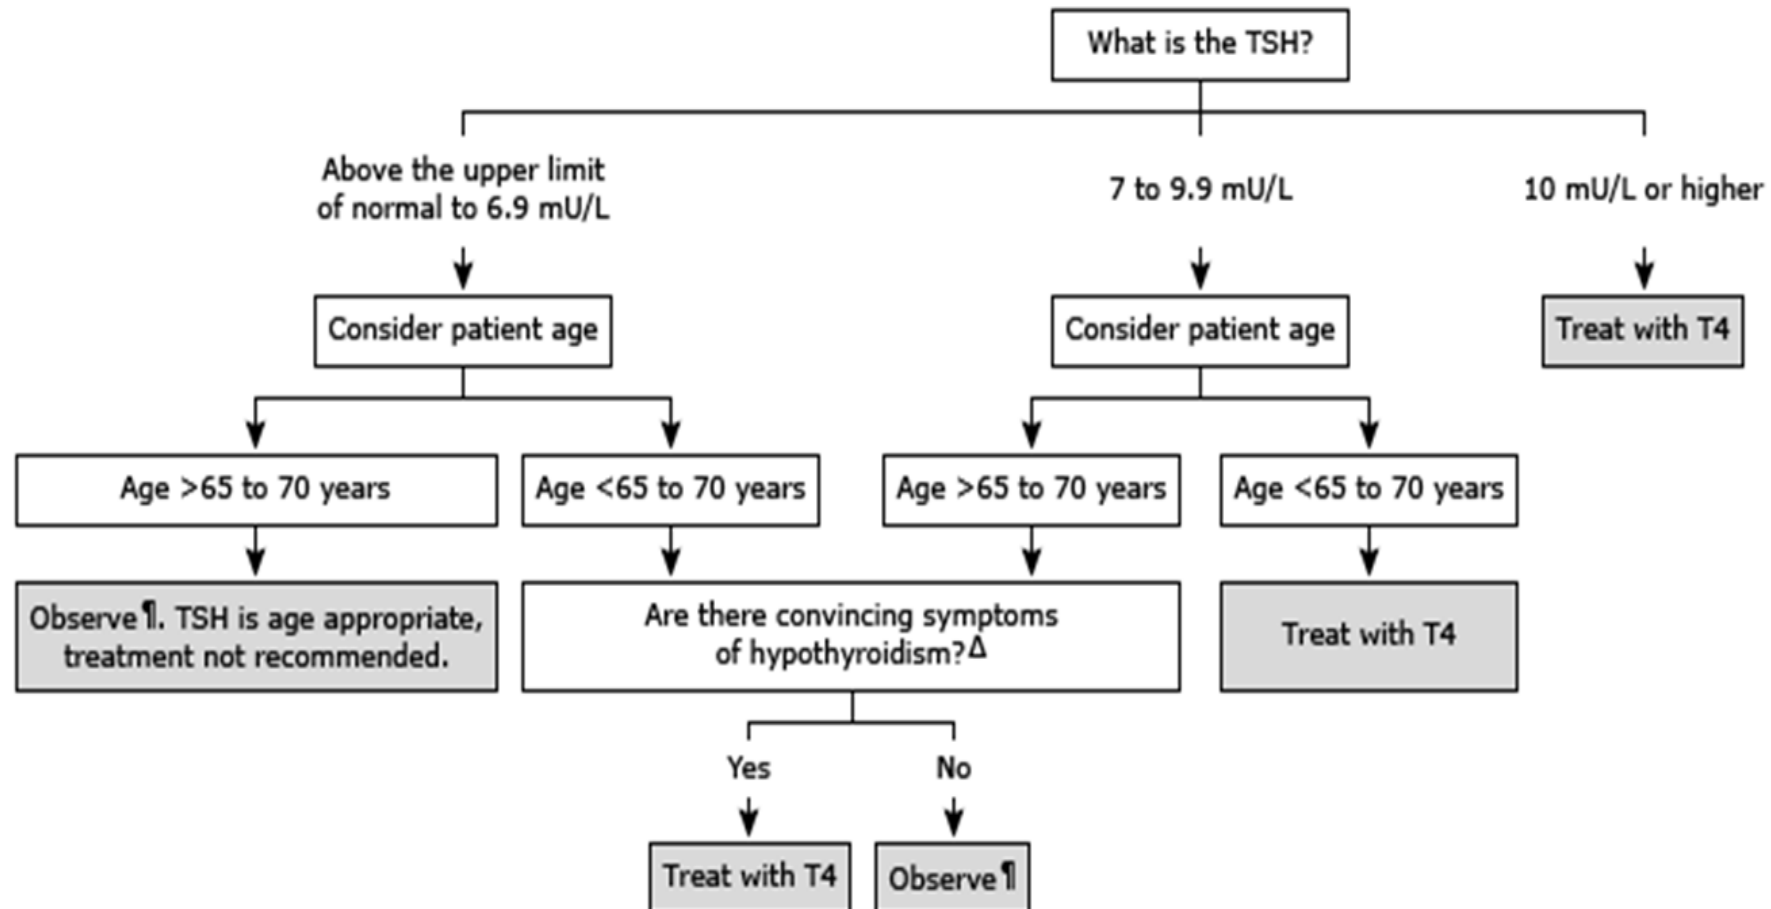 What is the TSH?
Above the upper limit
of normal to 6.9 mU/L
7 to 9.9 mU/L
10 mU/L or higher
Consider patient age
Consider patient age
Treat with T4
Age >65 to 70 years
Age <65 to 70 years
Age >65 to 70 years
Age <65 to 70 years
Observe¶. TSH is age appropriate,
treatment not recommended.
Are there convincing symptoms
of hypothyroidism?Δ
Treat with T4
Yes
No
Treat with T4
Observe¶